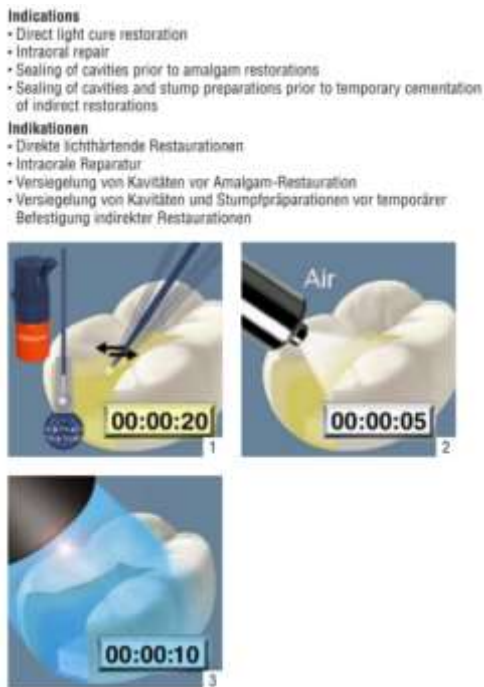 Indications
• Direct light cure restoration
• Intraoral repair
• Sealing of cavities prior to amalgam restorations
• Sealing of cavities and stump preparations prior to temporary cementation
of indirect restorations
Indikationen
• Direkte lichthärtende Restaurationen
• Intraorale Reparatur
• Versiegelung von Kavitäten vor Amalgam-Restauration
• Versiegelung von Kavitäten und Stumpfpräparationen vor temporärer
Befestigung indirekter Restaurationen
00:00:20
1
Air
00:00:05
2
00:00:10
3